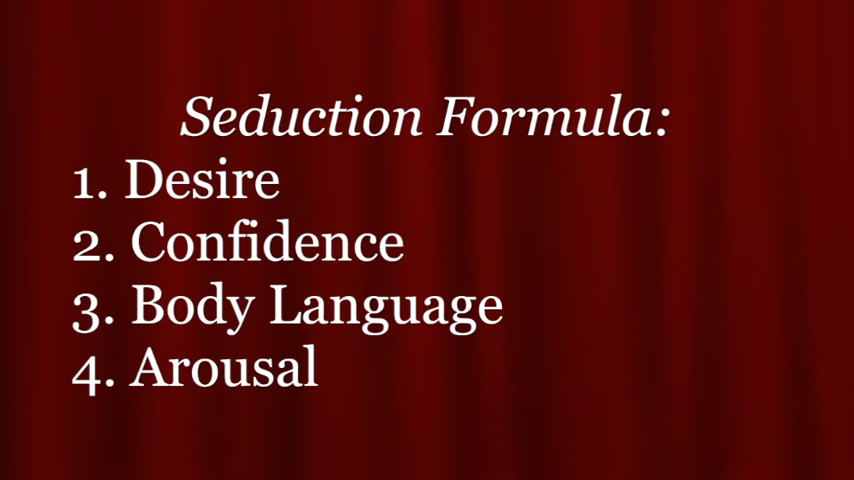 Seduction Formula:
1. Desire
2. Confidence
3. Body Language
4. Arousal